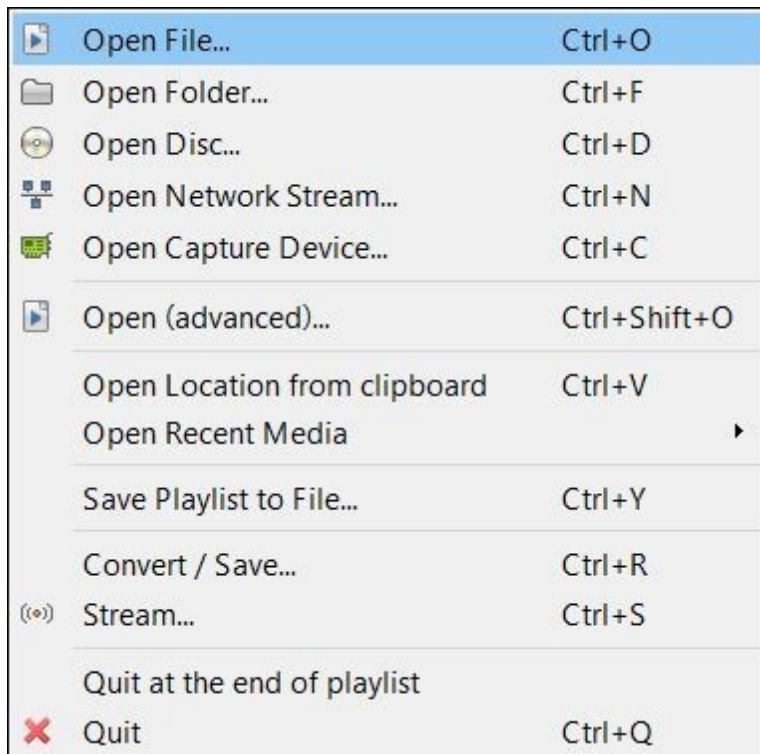 Open File... Ctrl+O
Open Folder... Ctrl+F
Open Disc... Ctrl+D
Open Network Stream... Ctrl+N
Open Capture Device... Ctrl+C
Open (advanced)... Ctrl+Shift+O
Open Location from clipboard Ctrl+V
Open Recent Media
Save Playlist to File... Ctrl+Y
Convert / Save... Ctrl+R
Stream... Ctrl+S
Quit at the end of playlist
Quit Ctrl+Q